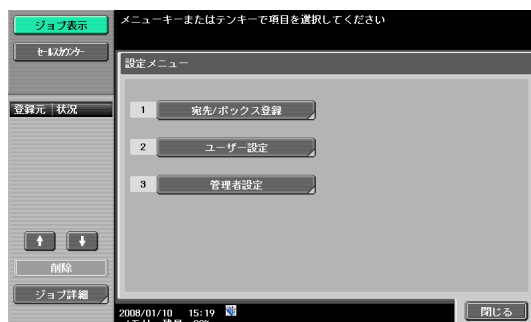 ジョブ表示
メニューキーまたはテンキーで項目を選択してください
セールスカウンター
設定メニュー
登録元 状況
1 宛先/ボックス登録
2 ユーザー設定
3 管理者設定
削除
ジョブ詳細
2008/01/10 15:19
閉じる